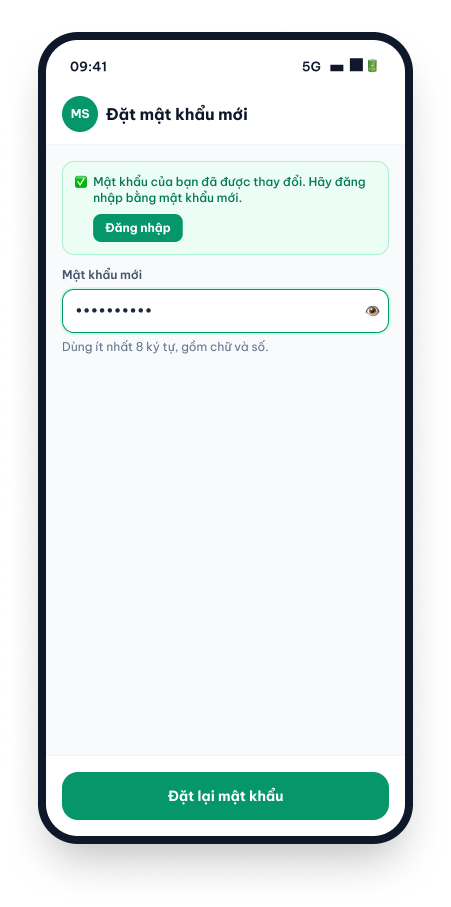 09:41
5G
MS
Đặt mật khẩu mới
✅ Mật khẩu của bạn đã được thay đổi. Hãy đăng
nhập bằng mật khẩu mới.
Đăng nhập
Mật khẩu mới
••••••••••
Dùng ít nhất 8 ký tự, gồm chữ và số.
Đặt lại mật khẩu